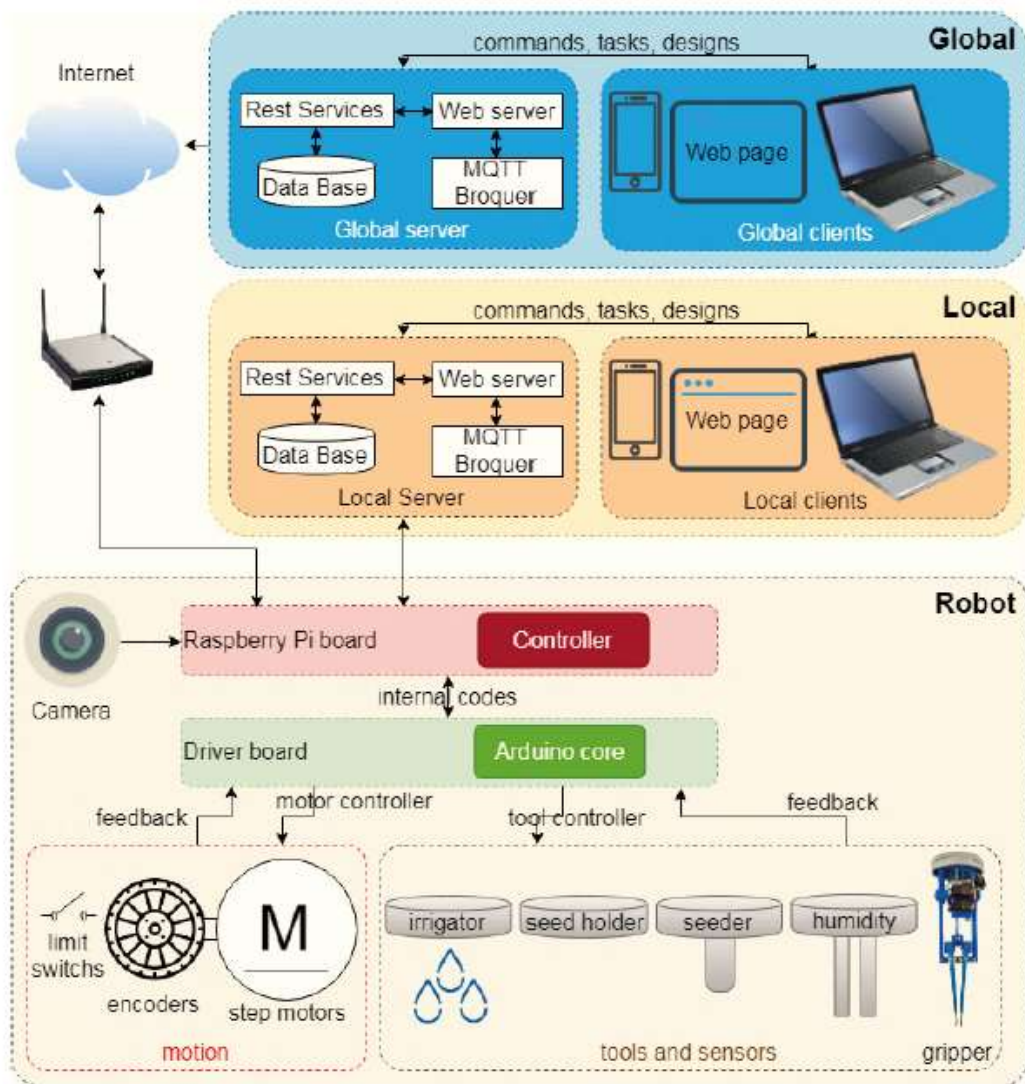 Global
commands, tasks, designs
Internet
Rest Services
Web server
Data Base
MQTT
Broquer
Global server
Web page
Global clients
Local
commands, tasks, designs
Rest Services
Web server
Data Base
MQTT
Broquer
Local Server
Web page
Local clients
Robot
Raspberry Pi board
Controller
Camera
internal codes
Driver board
Arduino core
feedback
motor controller
tool controller
feedback
limit
switchs
encoders
M
step motors
motion
irrigator
seed holder
seeder
humidity
tools and sensors
gripper